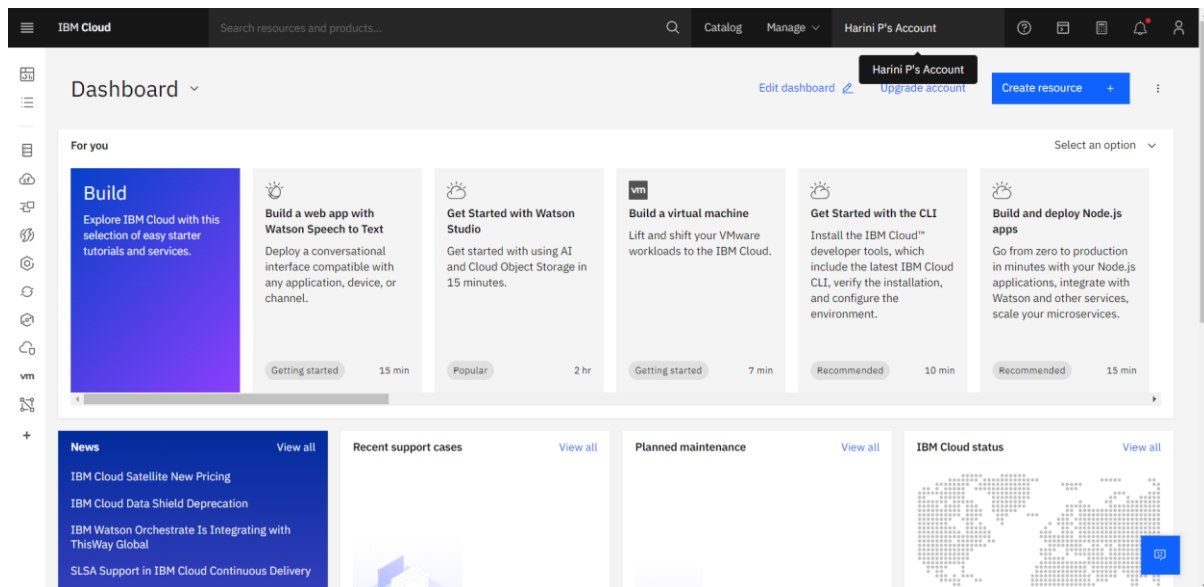 IBM Cloud
Search resources and products...
Catalog
Manage
Harini P's Account
Harini P's Account
Dashboard
Edit dashboard
Upgrade account
Create resource +
For you
Select an option
Build
Explore IBM Cloud with this
selection of easy starter
tutorials and services.
Build a web app with
Watson Speech to Text
Deploy a conversational
interface compatible with
any application, device, or
channel.
Getting started
15 min
Get Started with Watson
Studio
Get started with using AI
and Cloud Object Storage in
15 minutes.
Popular
2 hr
vm
Build a virtual machine
Lift and shift your VMware
workloads to the IBM Cloud.
Getting started
7 min
Get Started with the CLI
Install the IBM Cloud™
developer tools, which
include the latest IBM Cloud
CLI, verify the installation,
and configure the
environment.
Recommended
10 min
Build and deploy Node.js
apps
Go from zero to production
in minutes with your Node.js
applications, integrate with
Watson and other services,
scale your microservices.
Recommended
15 min
vm
News
View all
IBM Cloud Satellite New Pricing
IBM Cloud Data Shield Deprecation
IBM Watson Orchestrate Is Integrating with
ThisWay Global
SLSA Support in IBM Cloud Continuous Delivery
Recent support cases
View all
Planned maintenance
View all
IBM Cloud status
View all